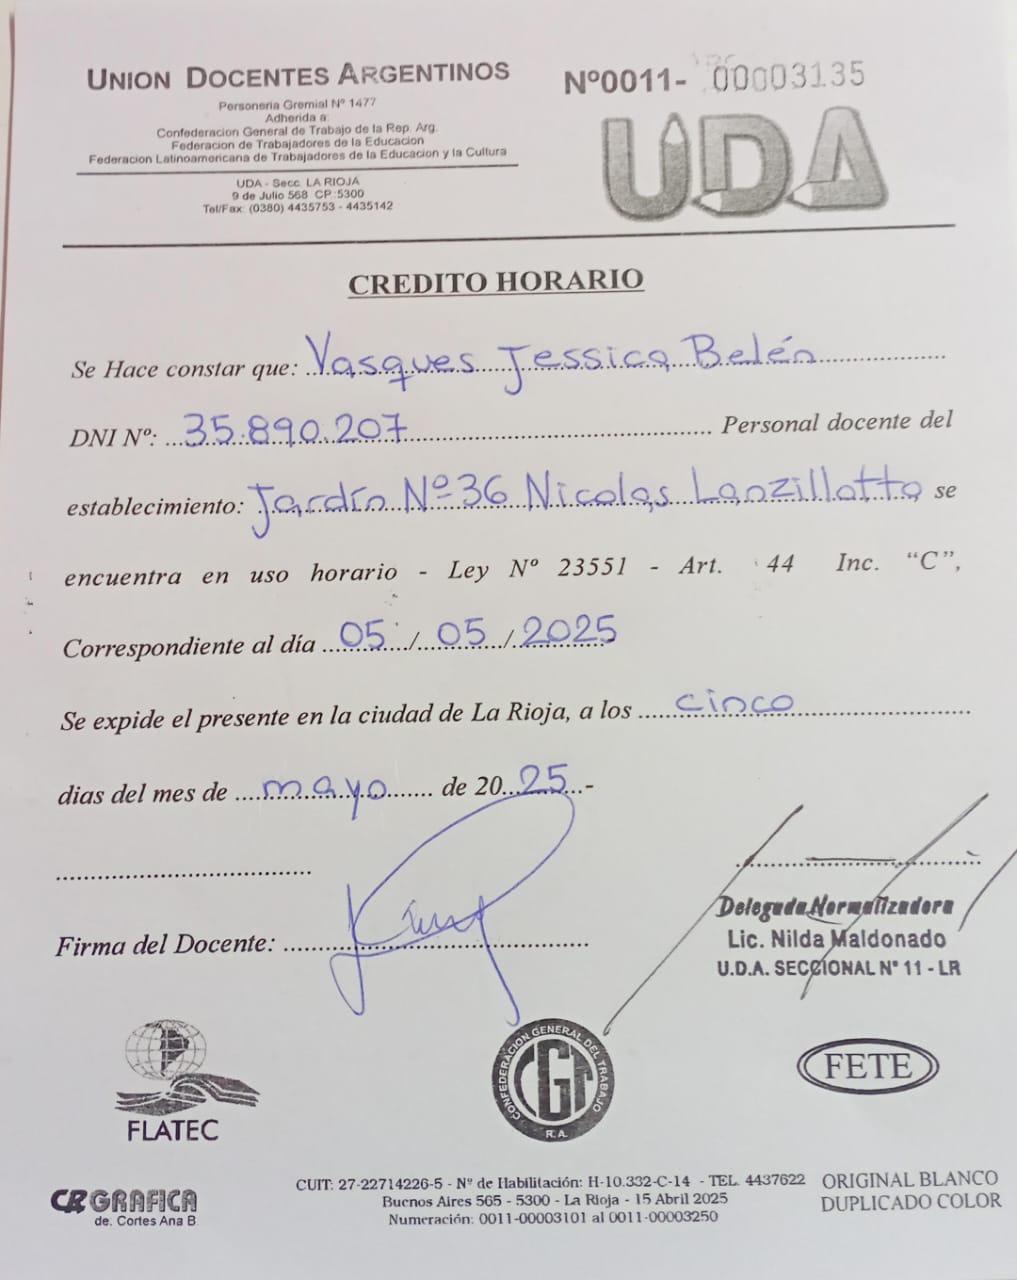 UNION DOCENTES ARGENTINOS
Personeria Gremial Nº 1477
Adherida a:
Confederacion General de Trabajo de la Rep. Arg.
Federacion de Trabajadores de la Educacion
Federacion Latinoamericana de Trabajadores de la Educacion y la Cultura
UDA - Secc. LA RIOJA
9 de Julio 568 CP:5300
Tel/Fax: (0380) 4435753 - 4435142
Nº0011- 00003135
UDA
CREDITO HORARIO
Se Hace constar que: Vasques Jessica Belén
DNI Nº: 35.890.207 Personal docente del
establecimiento: Jardín Nº 36 Nicolas Lanzillotto se
encuentra en uso horario - Ley Nº 23551 - Art. 44 Inc. “C”,
Correspondiente al día 05 / 05 / 2025
Se expide el presente en la ciudad de La Rioja, a los cinco
dias del mes de mayo de 2025.-
Firma del Docente:
Delegada Normalizadora
Lic. Nilda Maldonado
U.D.A. SECCIONAL Nº 11 - LR
FLATEC
CONFEDERACION GENERAL DEL TRABAJO
CGT
R.A.
FETE
CR GRAFICA
de. Cortes Ana B.
CUIT: 27-22714226-5 - Nº de Habilitación: H-10.332-C-14 - TEL. 4437622
Buenos Aires 565 - 5300 - La Rioja - 15 Abril 2025
Numeración: 0011-00003101 al 0011-00003250
ORIGINAL BLANCO
DUPLICADO COLOR